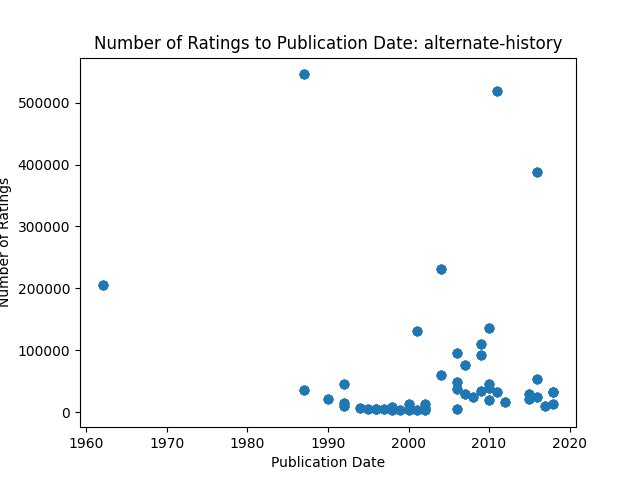 Number of Ratings to Publication Date: alternate-history
500000
400000
300000
200000
100000
0
Number of Ratings
1960 1970 1980 1990 2000 2010 2020
Publication Date